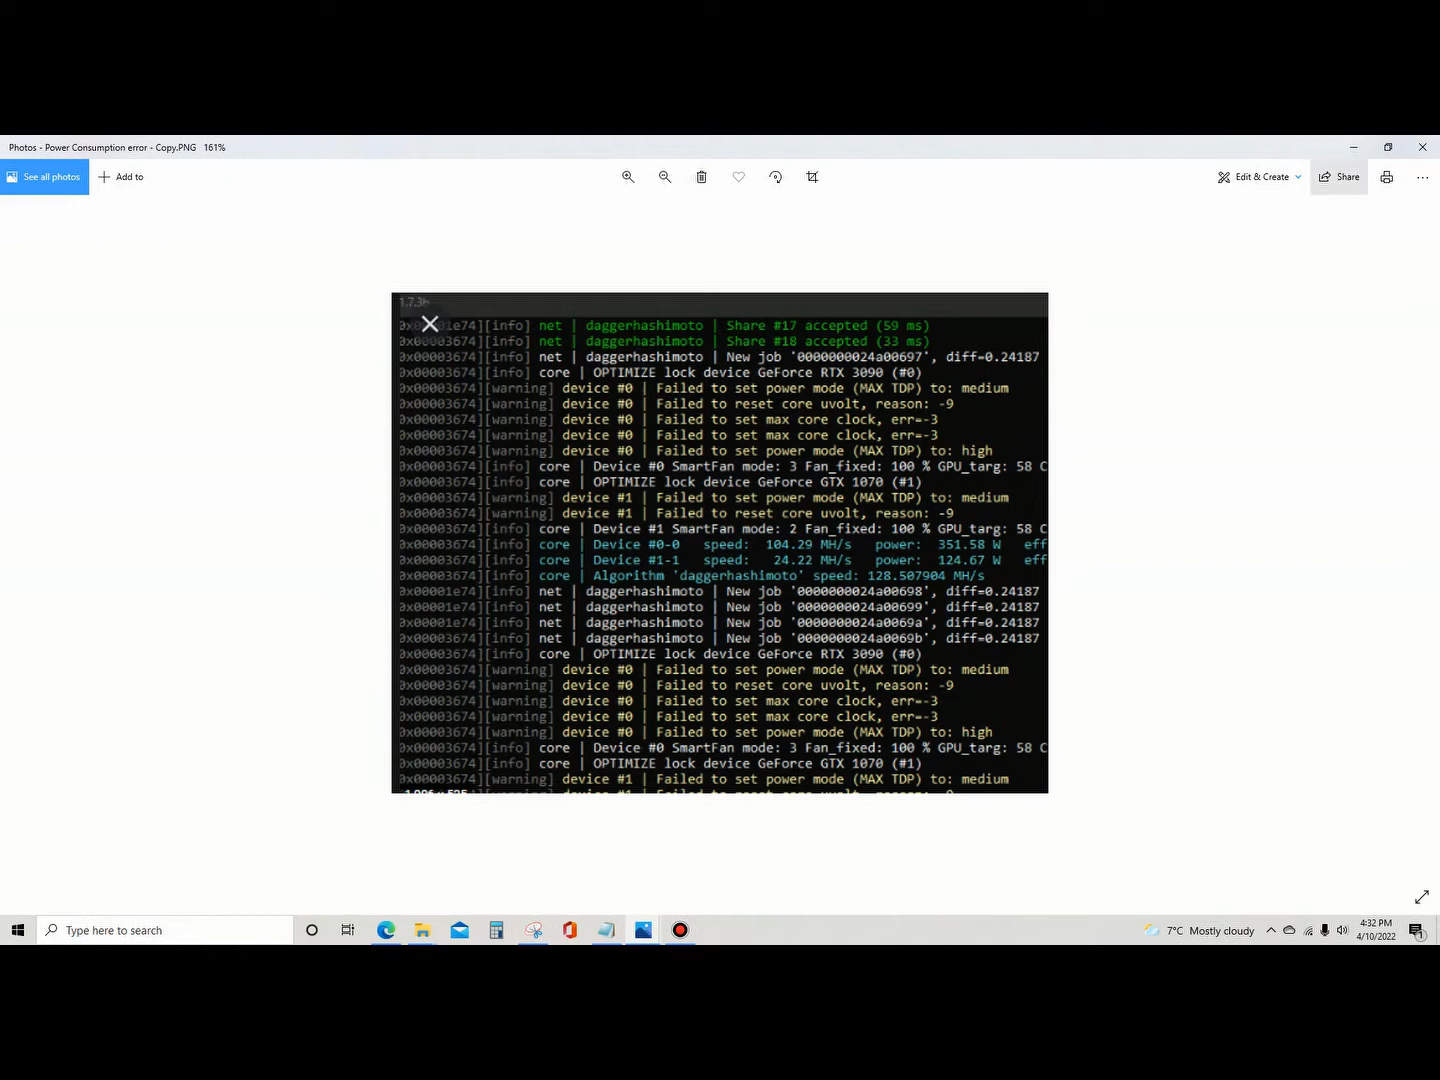 Photos - Power Consumption error - Copy.PNG 161%
See all photos
Add to
Edit & Create
Share
1.7.3b
0x00001e74][info] net | daggerhashimoto | Share #17 accepted (59 ms)
0x00003674][info] net | daggerhashimoto | Share #18 accepted (33 ms)
0x00003674][info] net | daggerhashimoto | New job '0000000024a00697', diff=0.24187
0x00003674][info] core | OPTIMIZE lock device GeForce RTX 3090 (#0)
0x00003674][warning] device #0 | Failed to set power mode (MAX TDP) to: medium
0x00003674][warning] device #0 | Failed to reset core uvolt, reason: -9
0x00003674][warning] device #0 | Failed to set max core clock, err=-3
0x00003674][warning] device #0 | Failed to set max core clock, err=-3
0x00003674][warning] device #0 | Failed to set power mode (MAX TDP) to: high
0x00003674][info] core | Device #0 SmartFan mode: 3 Fan_fixed: 100 % GPU_targ: 58 C
0x00003674][info] core | OPTIMIZE lock device GeForce GTX 1070 (#1)
0x00003674][warning] device #1 | Failed to set power mode (MAX TDP) to: medium
0x00003674][warning] device #1 | Failed to reset core uvolt, reason: -9
0x00003674][info] core | Device #1 SmartFan mode: 2 Fan_fixed: 100 % GPU_targ: 58 C
0x00003674][info] core | Device #0-0 speed: 104.29 MH/s power: 351.58 W eff
0x00003674][info] core | Device #1-1 speed: 24.22 MH/s power: 124.67 W eff
0x00003674][info] core | Algorithm 'daggerhashimoto' speed: 128.507904 MH/s
0x00001e74][info] net | daggerhashimoto | New job '0000000024a00698', diff=0.24187
0x00001e74][info] net | daggerhashimoto | New job '0000000024a00699', diff=0.24187
0x00001e74][info] net | daggerhashimoto | New job '0000000024a0069a', diff=0.24187
0x00003674][info] net | daggerhashimoto | New job '0000000024a0069b', diff=0.24187
0x00003674][info] core | OPTIMIZE lock device GeForce RTX 3090 (#0)
0x00003674][warning] device #0 | Failed to set power mode (MAX TDP) to: medium
0x00003674][warning] device #0 | Failed to reset core uvolt, reason: -9
0x00003674][warning] device #0 | Failed to set max core clock, err=-3
0x00003674][warning] device #0 | Failed to set max core clock, err=-3
0x00003674][warning] device #0 | Failed to set power mode (MAX TDP) to: high
0x00003674][info] core | Device #0 SmartFan mode: 3 Fan_fixed: 100 % GPU_targ: 58 C
0x00003674][info] core | OPTIMIZE lock device GeForce GTX 1070 (#1)
0x00003674][warning] device #1 | Failed to set power mode (MAX TDP) to: medium
Type here to search
7°C Mostly cloudy
4:32 PM
4/10/2022
1